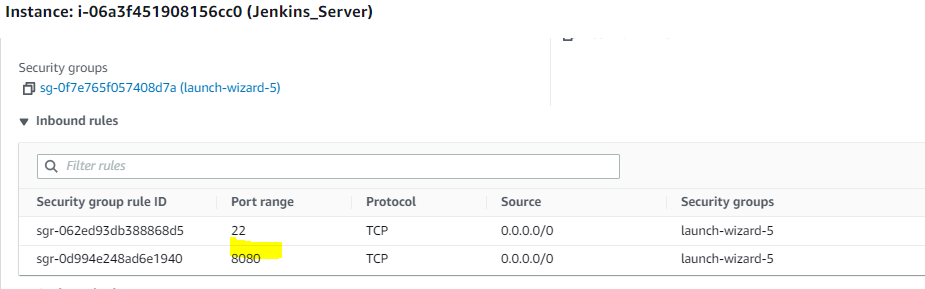 Instance: i-06a3f451908156cc0 (Jenkins_Server)
Security groups
sg-0f7e765f057408d7a (launch-wizard-5)
Inbound rules
Filter rules
Security group rule ID Port range Protocol Source Security groups
sgr-062ed93db388868d5 22 TCP 0.0.0.0/0 launch-wizard-5
sgr-0d994e248ad6e1940 8080 TCP 0.0.0.0/0 launch-wizard-5